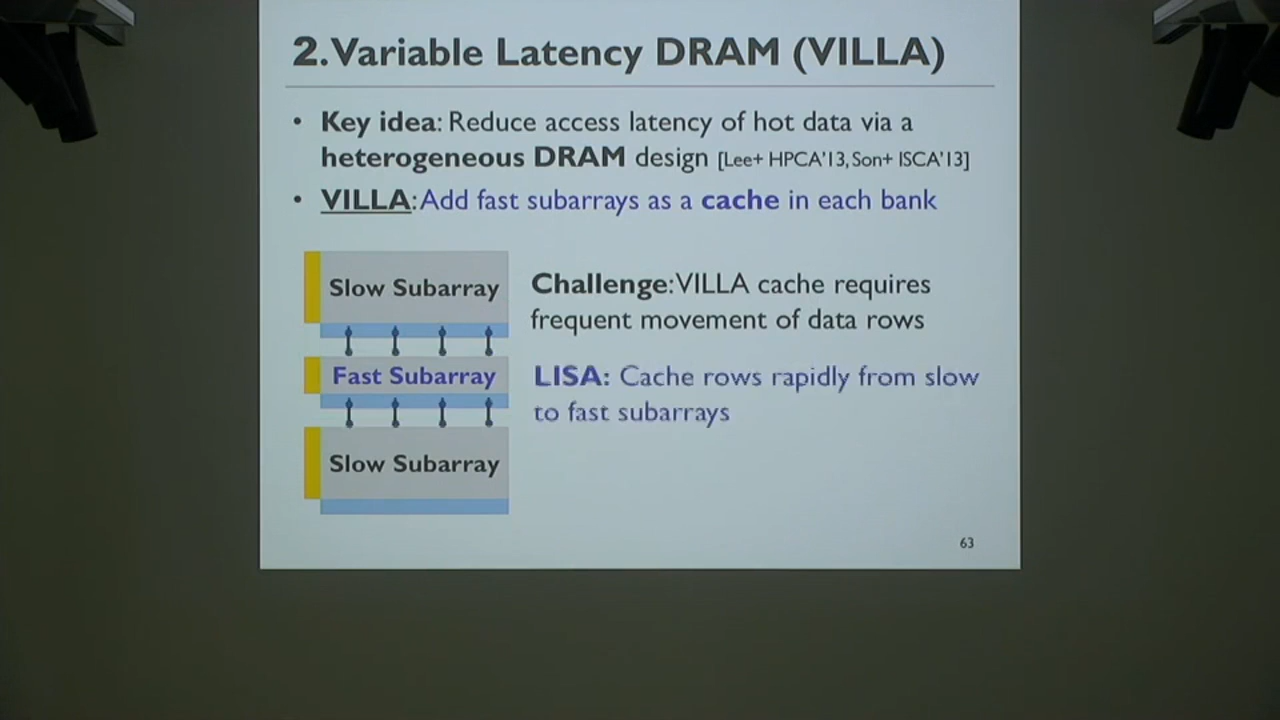 2. Variable Latency DRAM (VILLA)
• Key idea: Reduce access latency of hot data via a
heterogeneous DRAM design [Lee+ HPCA'13, Son+ ISCA'13]
• VILLA: Add fast subarrays as a cache in each bank
Slow Subarray
Fast Subarray
Slow Subarray
Challenge: VILLA cache requires
frequent movement of data rows
LISA: Cache rows rapidly from slow
to fast subarrays
63